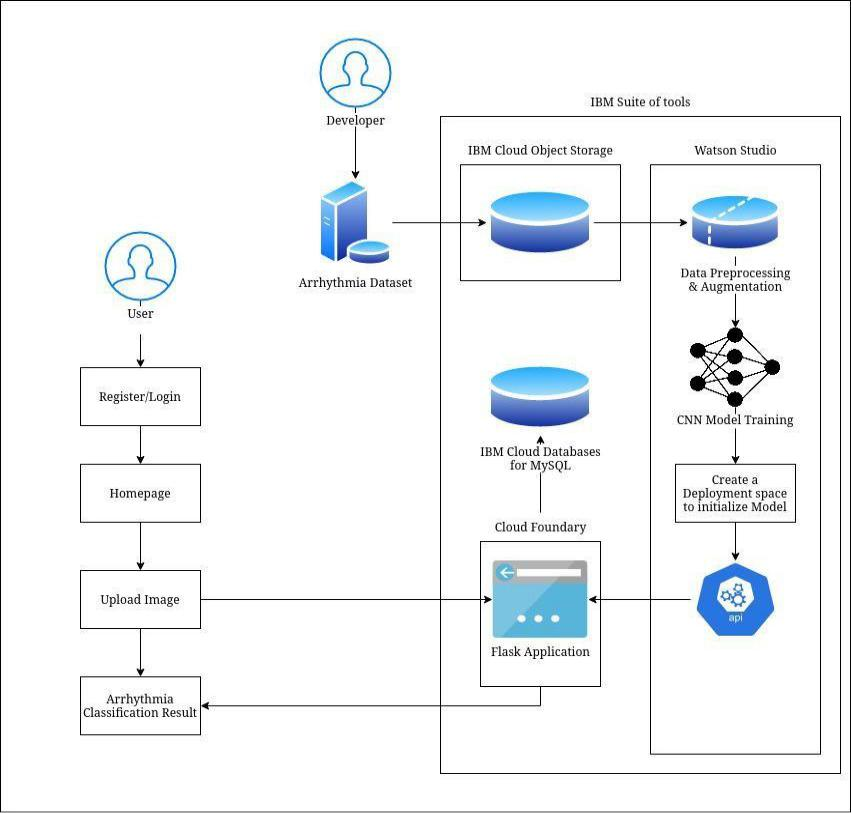 Developer
IBM Suite of tools
IBM Cloud Object Storage
Watson Studio
Arrhythmia Dataset
Data Preprocessing
& Augmentation
User
Register/Login
CNN Model Training
IBM Cloud Databases
for MySQL
Homepage
Create a
Deployment space
to initialize Model
Cloud Foundary
Upload Image
api
Flask Application
Arrhythmia
Classification Result